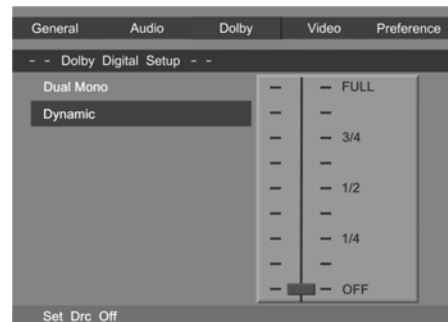 General Audio Dolby Video Preference
- - Dolby Digital Setup - -
Dual Mono
FULL
Dynamic
3/4
1/2
1/4
OFF
Set Drc Off